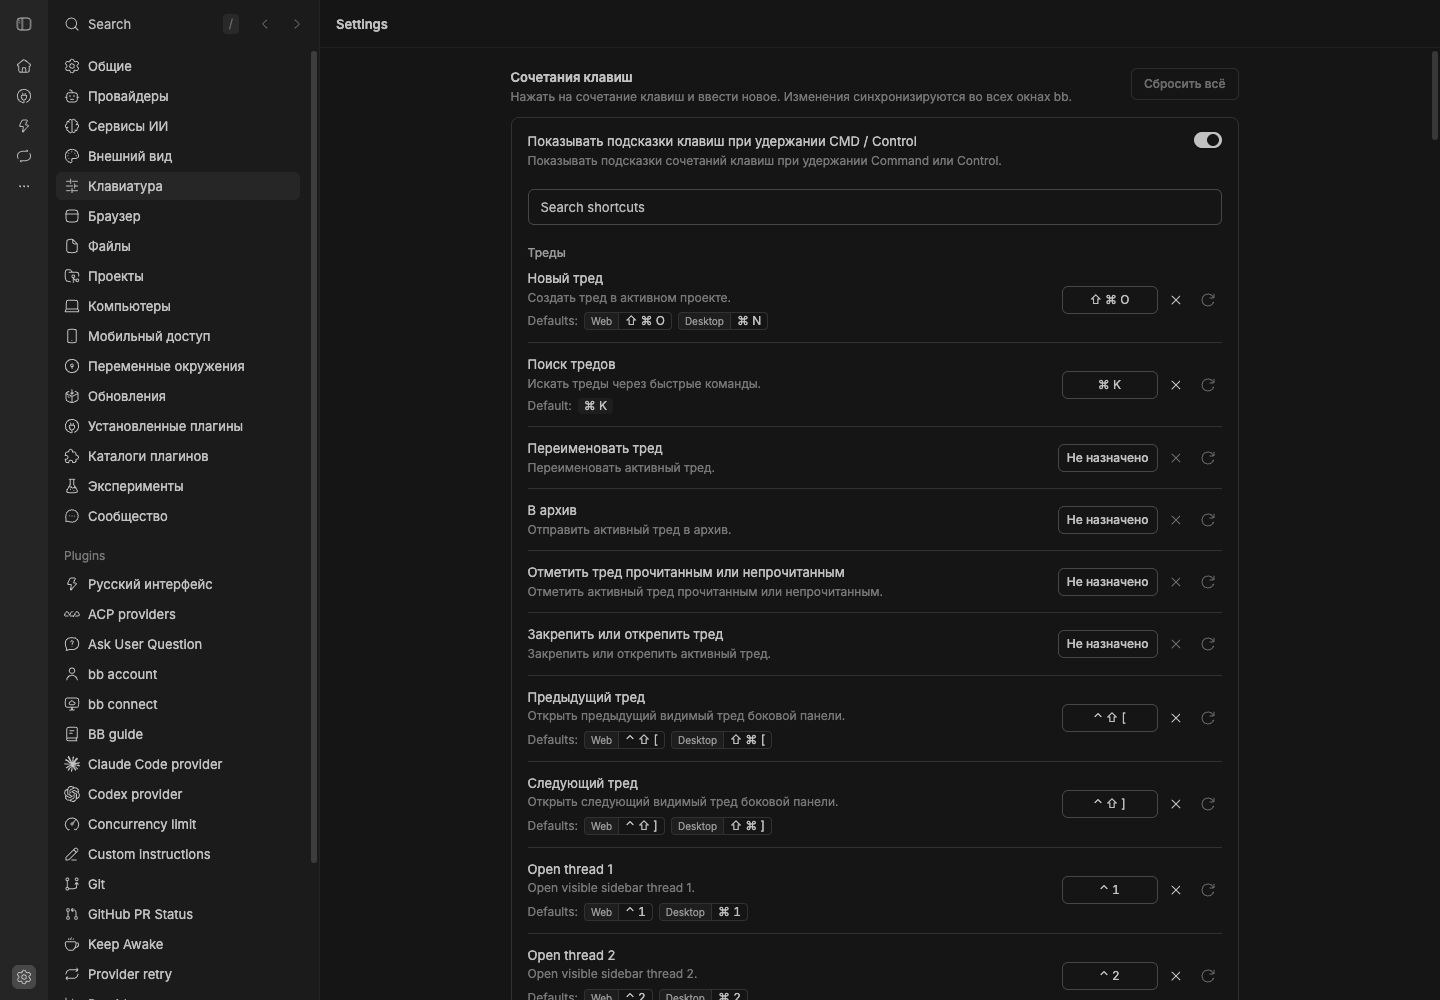 Search
/
Общие
Провайдеры
Сервисы ИИ
Внешний вид
Клавиатура
Браузер
Файлы
Проекты
Компьютеры
Мобильный доступ
Переменные окружения
Обновления
Установленные плагины
Каталоги плагинов
Эксперименты
Сообщество
Plugins
Русский интерфейс
ACP providers
Ask User Question
bb account
bb connect
BB guide
Claude Code provider
Codex provider
Concurrency limit
Custom instructions
Git
GitHub PR Status
Keep Awake
Provider retry
Settings
Сочетания клавиш
Нажать на сочетание клавиш и ввести новое. Изменения синхронизируются во всех окнах bb.
Сбросить всё
Показывать подсказки клавиш при удержании CMD / Control
Показывать подсказки сочетаний клавиш при удержании Command или Control.
Search shortcuts
Треды
Новый тред
Создать тред в активном проекте.
Defaults: Web ⇧ ⌘ O Desktop ⌘ N
⇧ ⌘ O
Поиск тредов
Искать треды через быстрые команды.
Default: ⌘ K
⌘ K
Переименовать тред
Переименовать активный тред.
Не назначено
В архив
Отправить активный тред в архив.
Не назначено
Отметить тред прочитанным или непрочитанным
Отметить активный тред прочитанным или непрочитанным.
Не назначено
Закрепить или открепить тред
Закрепить или открепить активный тред.
Не назначено
Предыдущий тред
Открыть предыдущий видимый тред боковой панели.
Defaults: Web ^ ⇧ [ Desktop ⇧ ⌘ [
^ ⇧ [
Следующий тред
Открыть следующий видимый тред боковой панели.
Defaults: Web ^ ⇧ ] Desktop ⇧ ⌘ ]
^ ⇧ ]
Open thread 1
Open visible sidebar thread 1.
Defaults: Web ^ 1 Desktop ⌘ 1
^ 1
Open thread 2
Open visible sidebar thread 2.
Defaults: Web ^ 2 Desktop ⌘ 2
^ 2